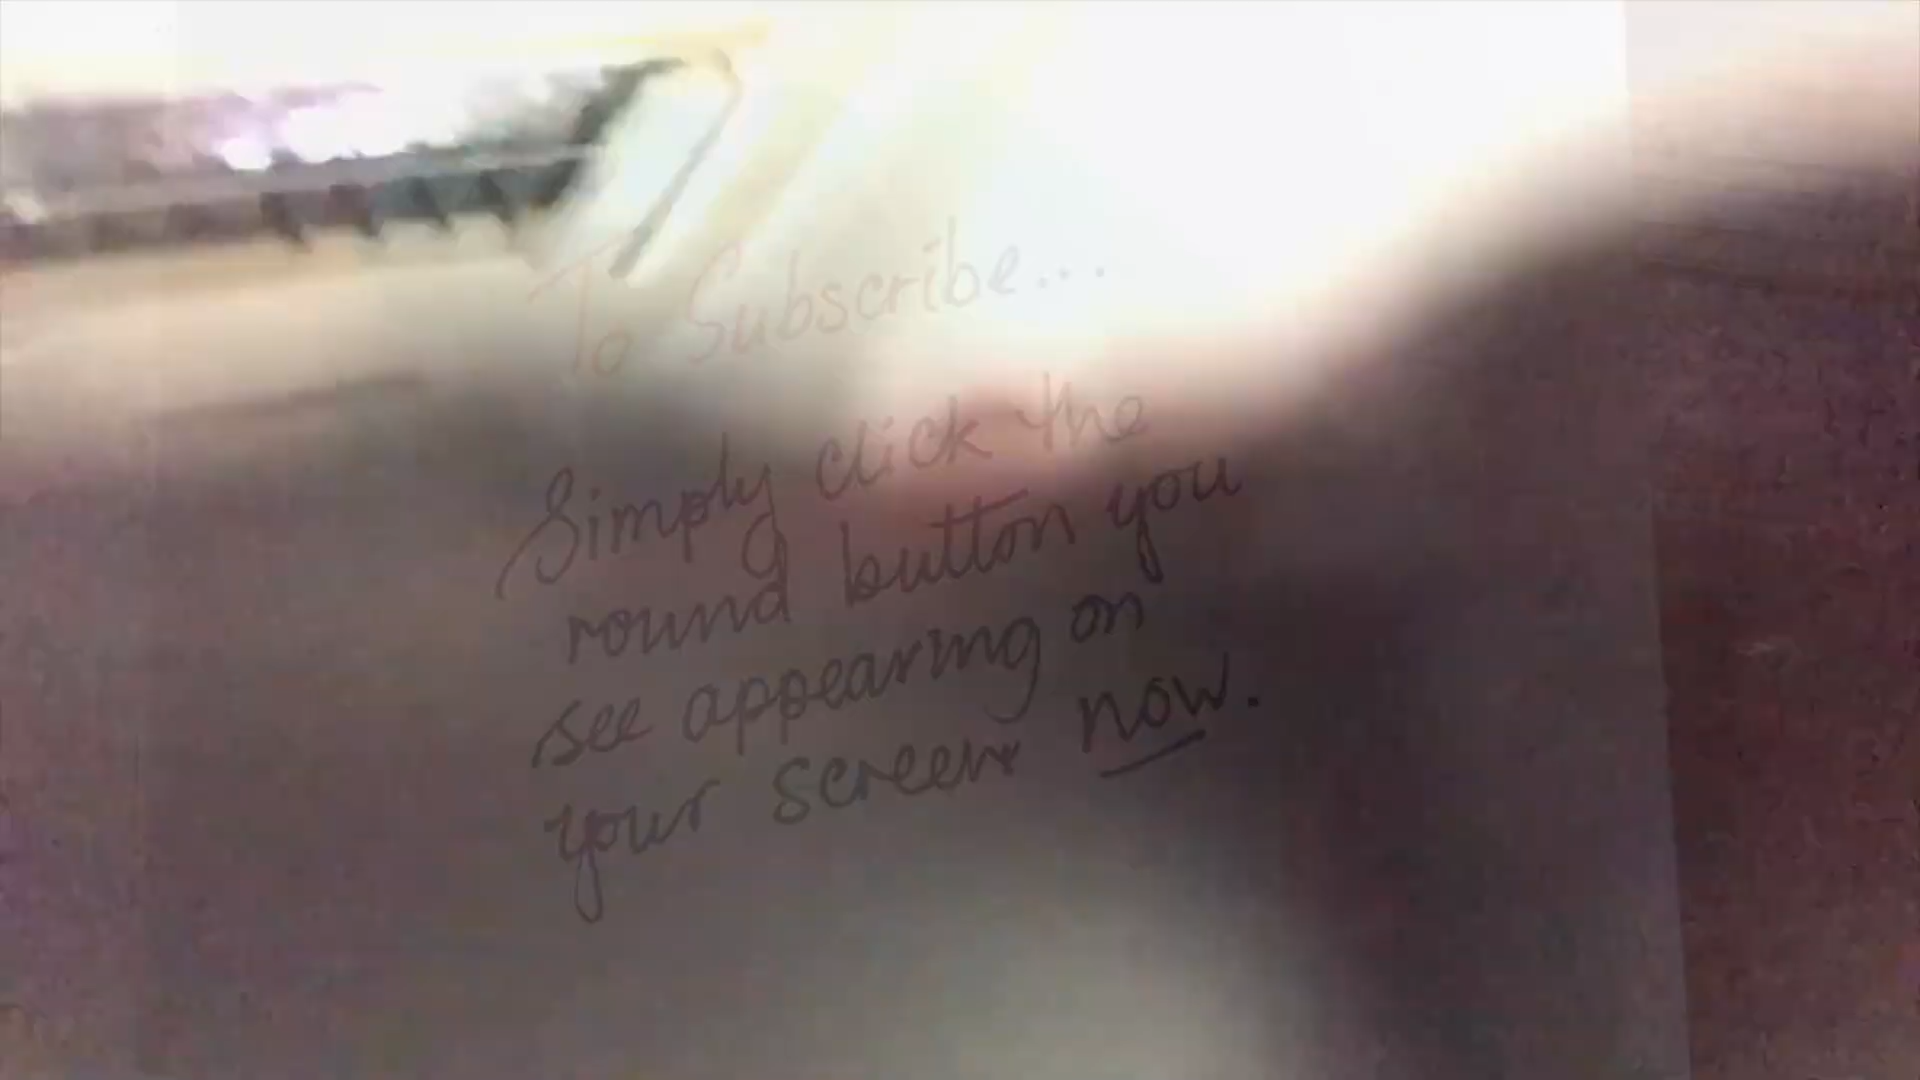 To Subscribe...
Simply click the
round button you
see appearing on
your screen now.